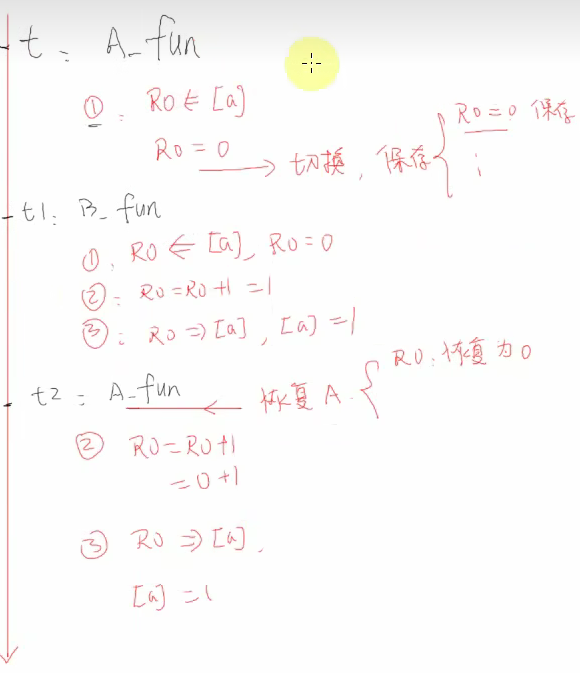 t: A_fun
①: R0 ⇐ [a]
R0 = 0 → 切换, 保存 { R0 = 0 保存
⋮
t1: B_fun
①. R0 ⇐ [a], R0 = 0
②: R0 = R0 + 1 = 1
③: R0 ⇒ [a], [a] = 1
t2: A_fun ← 恢复 A. { R0: 恢复为 0
② R0 = R0 + 1
= 0 + 1
③ R0 ⇒ [a].
[a] = 1